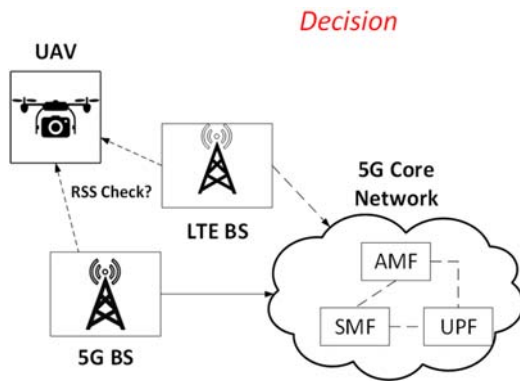 Decision
UAV
RSS Check?
LTE BS
5G Core
Network
AMF
SMF
UPF
5G BS